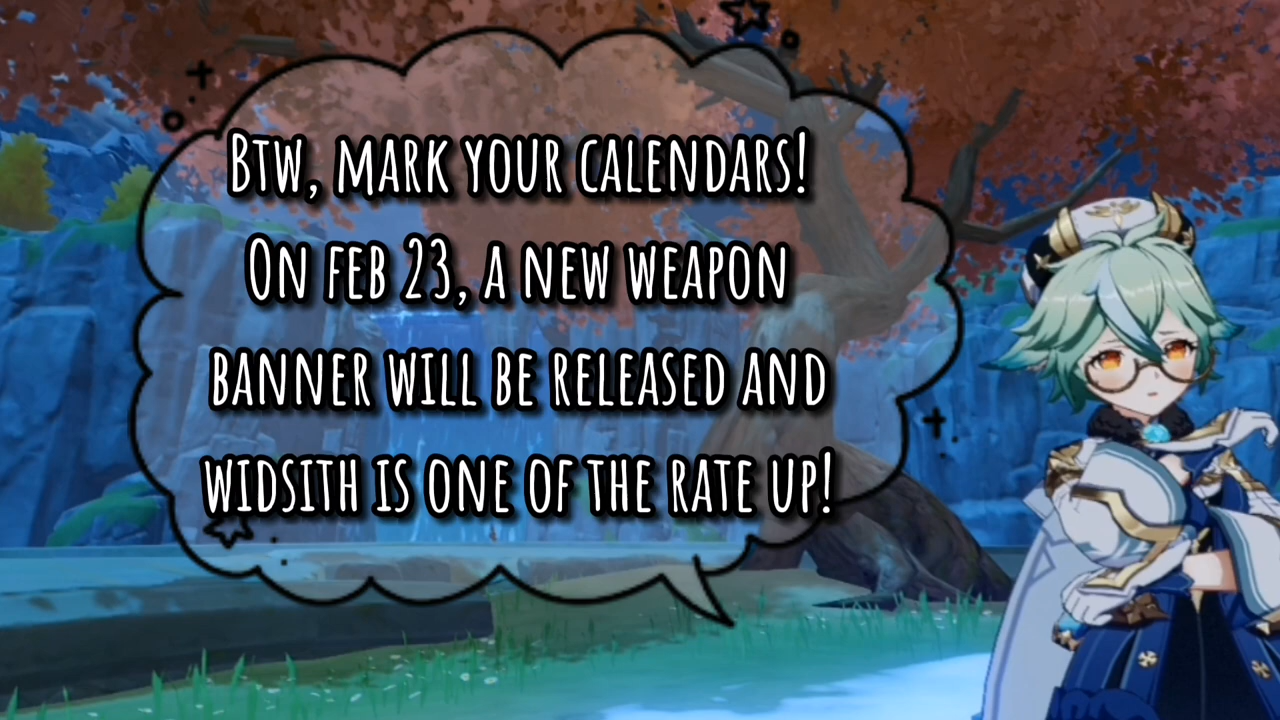 Btw, mark your calendars!
On feb 23, a new weapon
banner will be released and
widsith is one of the rate up!